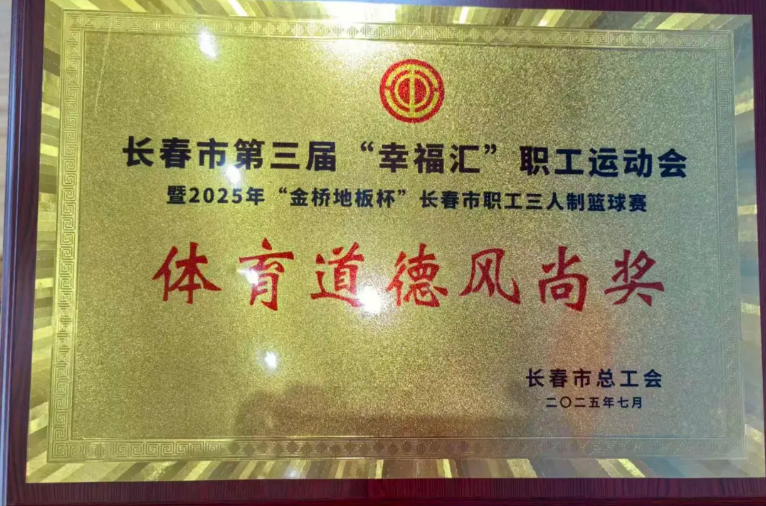 长春市第三届“幸福汇”职工运动会
暨2025年“金桥地板杯”长春市职工三人制篮球赛
体育道德风尚奖
长春市总工会
二〇二五年七月